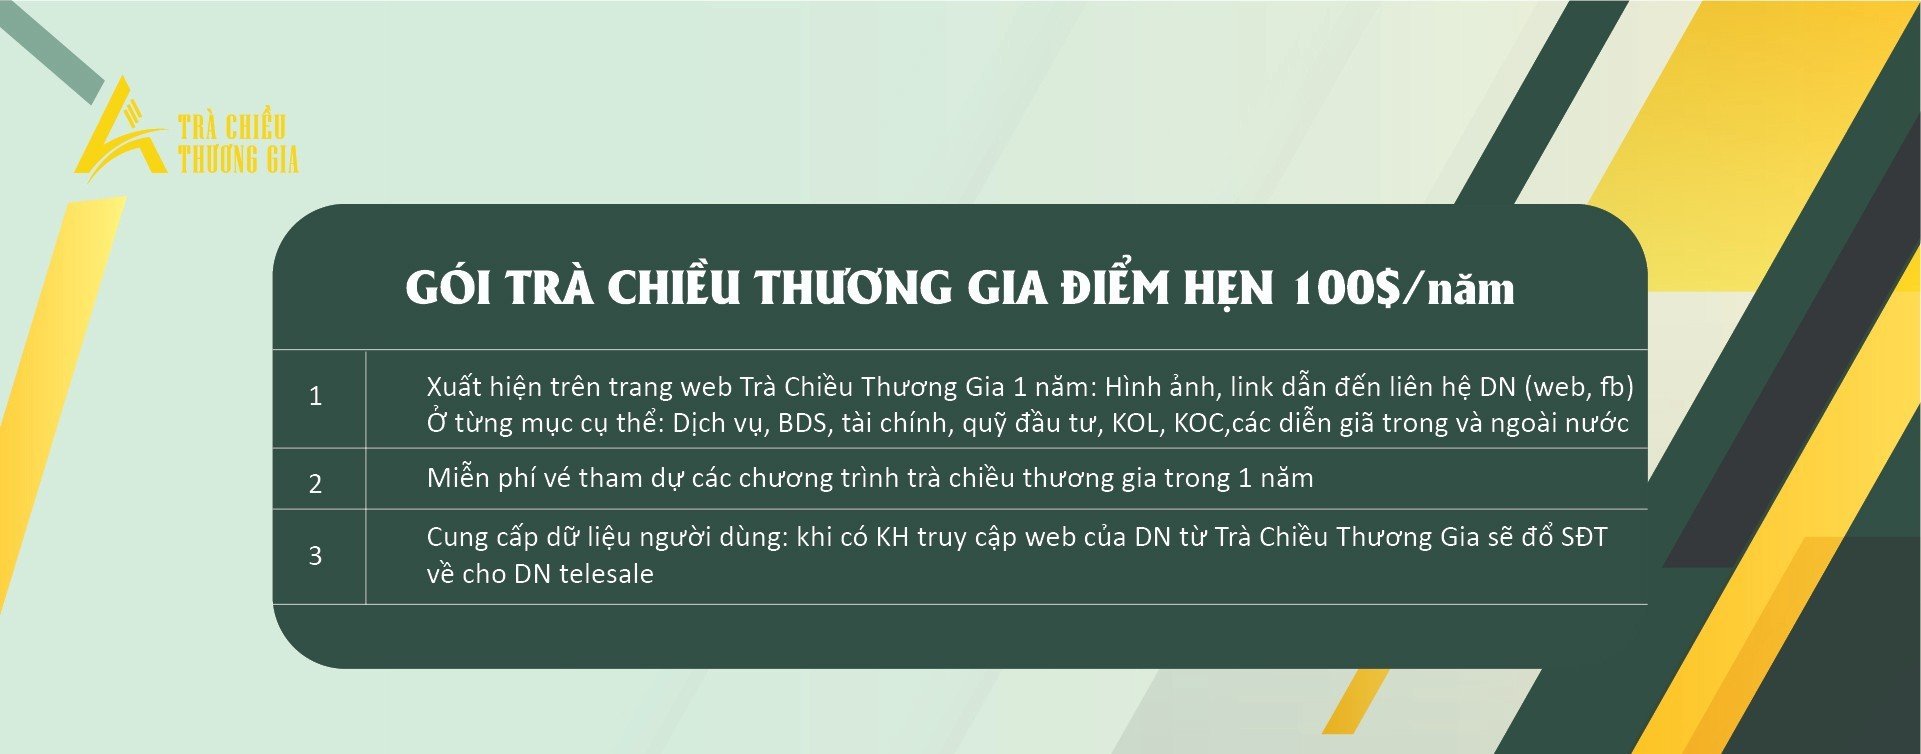 TRÀ CHIỀU
THƯƠNG GIA
GÓI TRÀ CHIỀU THƯƠNG GIA ĐIỂM HẸN 100$/năm
1
Xuất hiện trên trang web Trà Chiều Thương Gia 1 năm: Hình ảnh, link dẫn đến liên hệ DN (web, fb)
Ở từng mục cụ thể: Dịch vụ, BDS, tài chính, quỹ đầu tư, KOL, KOC,các diễn giã trong và ngoài nước
2
Miễn phí vé tham dự các chương trình trà chiều thương gia trong 1 năm
3
Cung cấp dữ liệu người dùng: khi có KH truy cập web của DN từ Trà Chiều Thương Gia sẽ đổ SĐT
về cho DN telesale